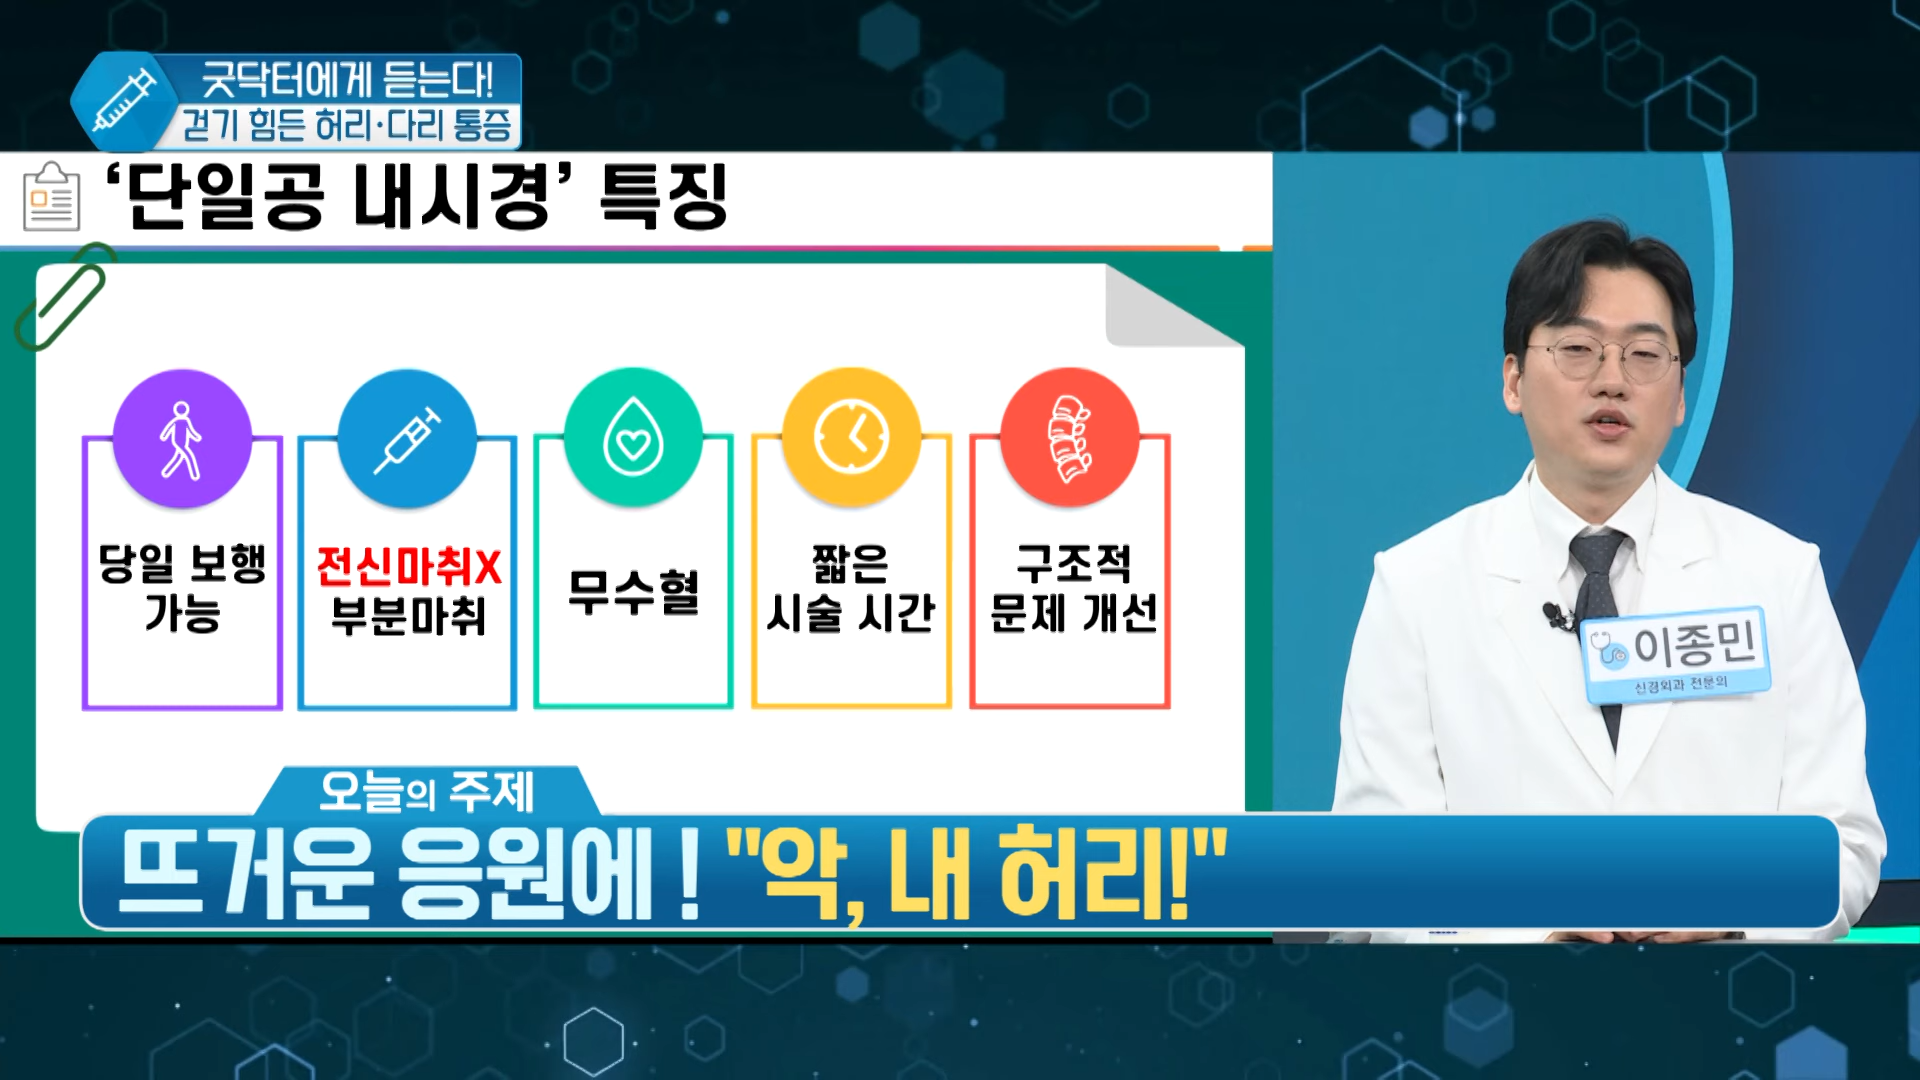 굿닥터에게 듣는다!
걷기 힘든 허리·다리 통증
‘단일공 내시경’ 특징
당일 보행
가능
전신마취X
부분마취
무수혈
짧은
시술 시간
구조적
문제 개선
이종민
신경외과 전문의
오늘의 주제
뜨거운 응원에 ! "악, 내 허리!"